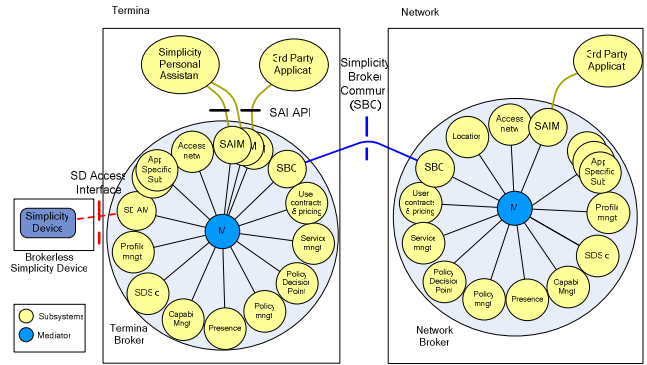 Termina
Network
Simplicity
Personal
Assistan
3rd Party
Applicat
Simplicity
Broker
Commur
(SBC)
3rd Party
Applicat
SAI API
SD Access
Interface
Simplicity
Device
Brokerless
Simplicity Device
Subsystems
Mediator
Access
netw
SAIM
M
SBC
User
contracts
& pricing
Service
mngt
Policy
Decision
Point
Policy
mngt
Presence
Capabi
Mngt
SDS c
Profile
mngt
SD AM
App
Specific
Sub
M
Termina
Broker
Location
Access
netw
SAIM
App
Specific
Sub
Profile
mngt
SDS c
Capabi
Mngt
Presence
Policy
mngt
Policy
Decision
Point
Service
mngt
User
contracts
& pricing
SBC
M
Network
Broker